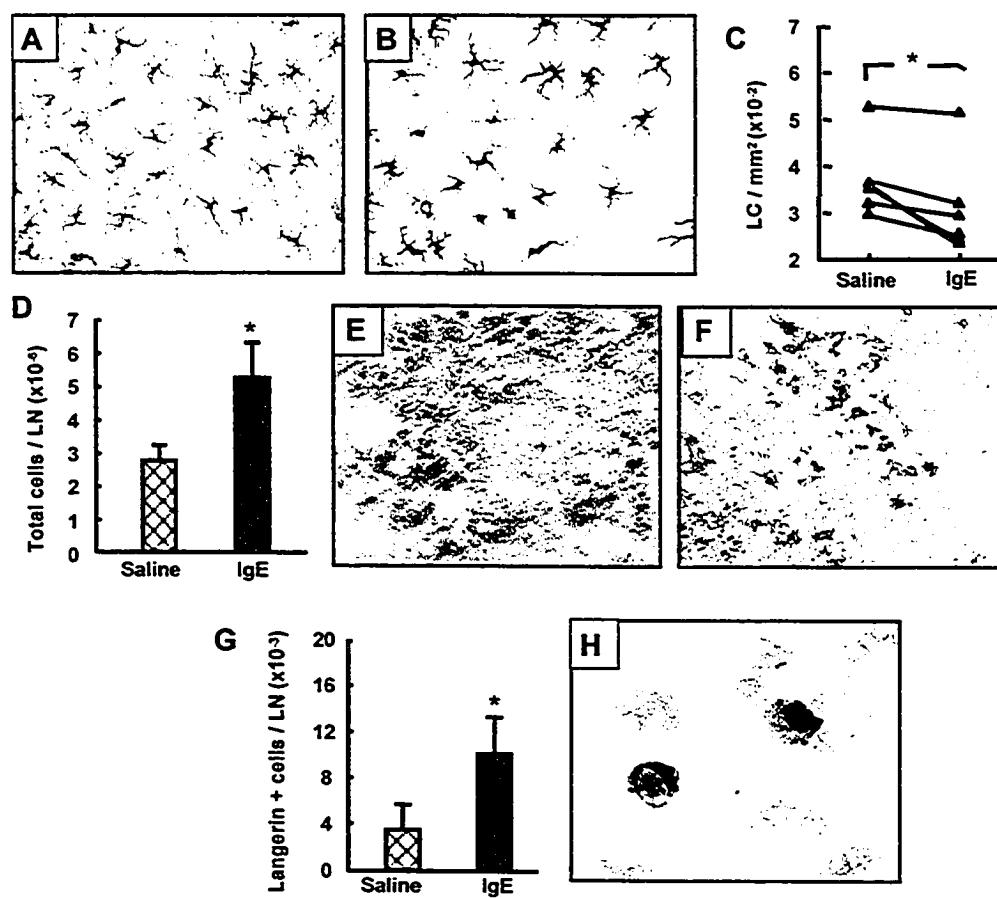 A
B
C
LC / mm² (x10⁻²)
7
6
5
4
3
2
*
Saline IgE
D
Total cells / LN (x10⁻⁶)
7
6
5
4
3
2
1
0
*
Saline IgE
E
F
G
Langerin + cells / LN (x10⁻³)
20
16
12
8
4
0
*
Saline IgE
H